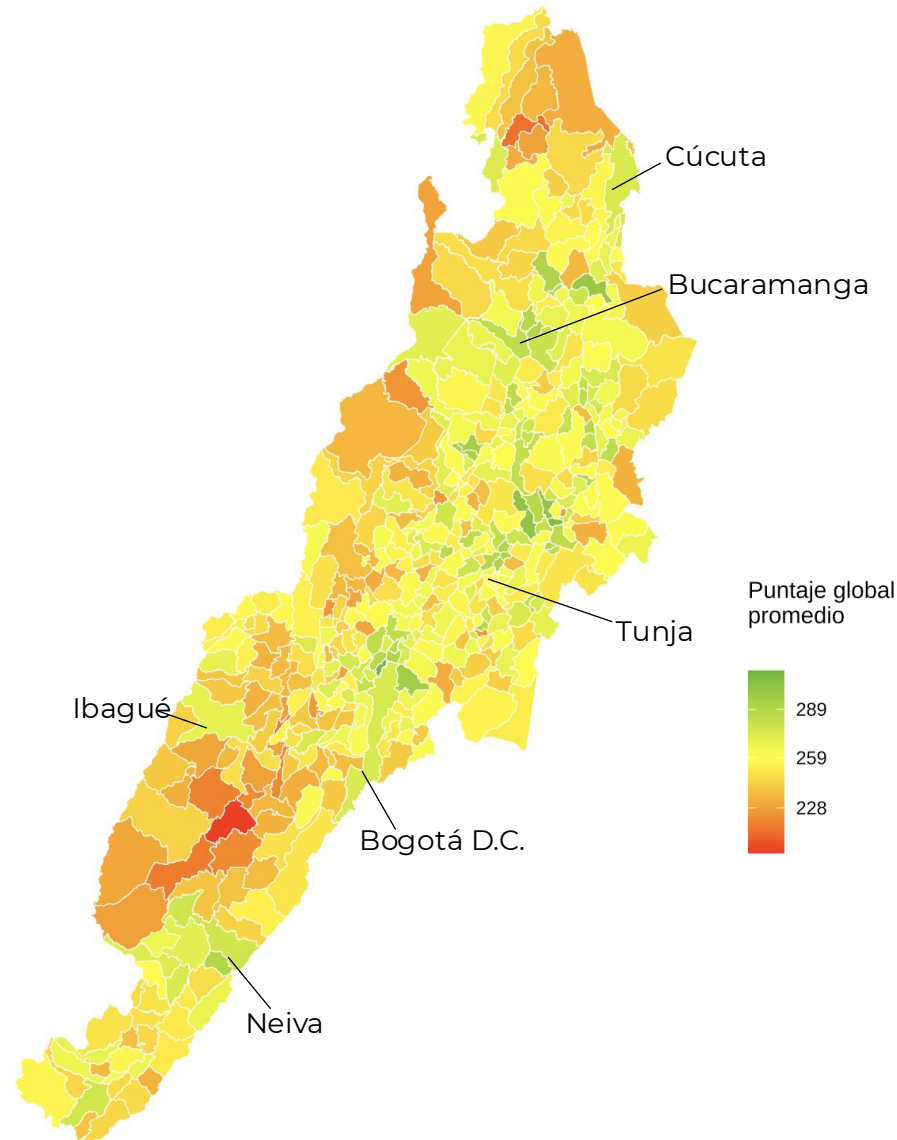 Cúcuta
Bucaramanga
Puntaje global
promedio
Tunja
289
Ibagué
259
228
Bogotá D.C.
Neiva